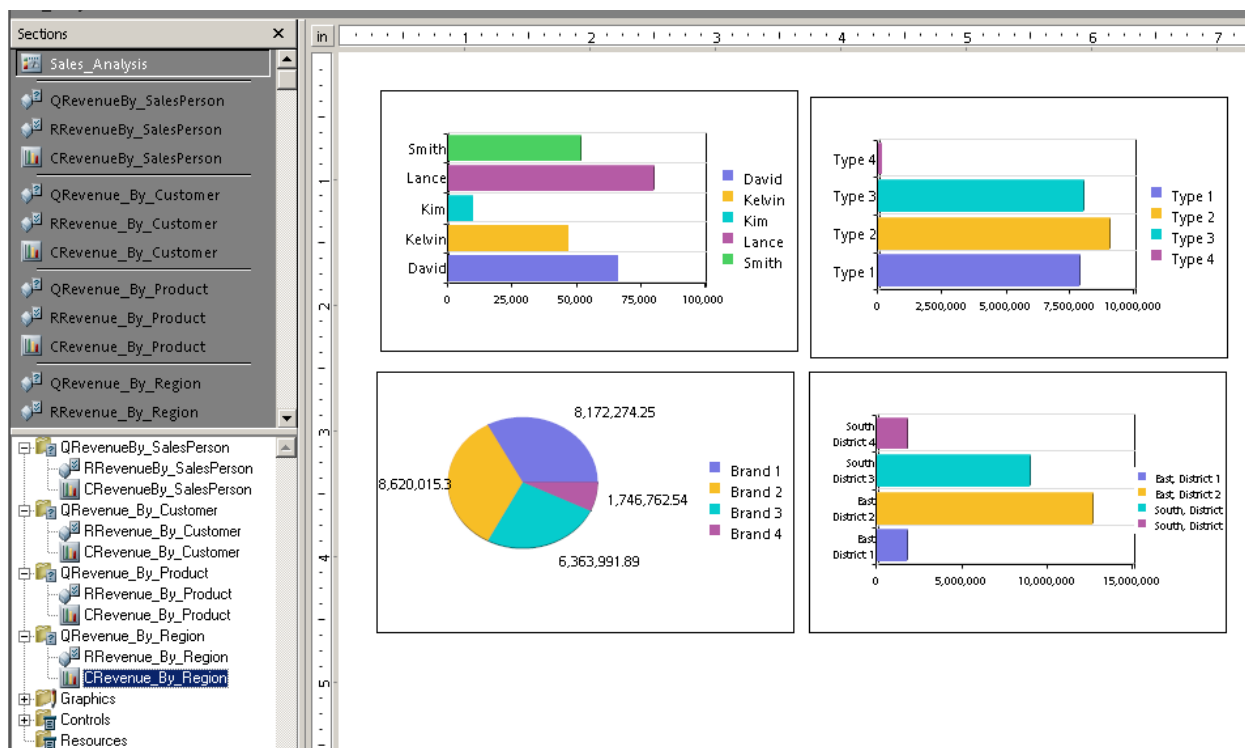 Sections
×
in
1 2 3 4 5 6 7
Sales_Analysis
QRevenueBy_SalesPerson
RRevenueBy_SalesPerson
CRevenueBy_SalesPerson
QRevenue_By_Customer
RRevenue_By_Customer
CRevenue_By_Customer
QRevenue_By_Product
RRevenue_By_Product
CRevenue_By_Product
QRevenue_By_Region
RRevenue_By_Region
QRevenueBy_SalesPerson
RRevenueBy_SalesPerson
CRevenueBy_SalesPerson
QRevenue_By_Customer
RRevenue_By_Customer
CRevenue_By_Customer
QRevenue_By_Product
RRevenue_By_Product
CRevenue_By_Product
QRevenue_By_Region
RRevenue_By_Region
CRevenue_By_Region
Graphics
Controls
Resources
1
2
3
4
5
Smith
Lance
Kim
Kelvin
David
0 25,000 50,000 75,000 100,000
David
Kelvin
Kim
Lance
Smith
Type 4
Type 3
Type 2
Type 1
0 2,500,000 5,000,000 7,500,000 10,000,000
Type 1
Type 2
Type 3
Type 4
8,172,274.25
8,620,015.3
1,746,762.54
6,363,991.89
Brand 1
Brand 2
Brand 3
Brand 4
South
District 4
South
District 3
East
District 2
East
District 1
0 5,000,000 10,000,000 15,000,000
East, District 1
East, District 2
South, District
South, District